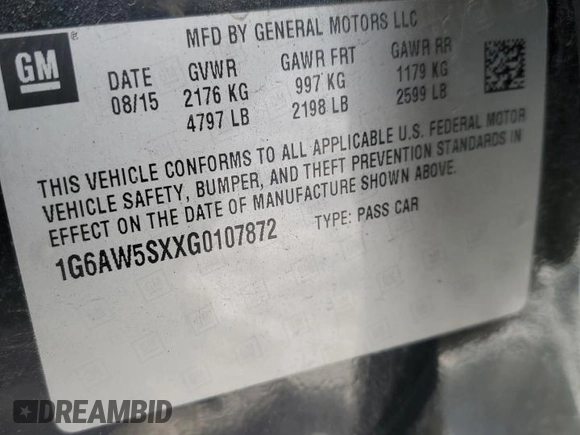 GM
®
MFD BY GENERAL MOTORS LLC
DATE GVWR GAWR FRT GAWR RR
08/15 2176 KG 997 KG 1179 KG
4797 LB 2198 LB 2599 LB
THIS VEHICLE CONFORMS TO ALL APPLICABLE U.S. FEDERAL MOTOR
VEHICLE SAFETY, BUMPER, AND THEFT PREVENTION STANDARDS IN
EFFECT ON THE DATE OF MANUFACTURE SHOWN ABOVE.
1G6AW5SXXG0107872 TYPE: PASS CAR
DREAMBID